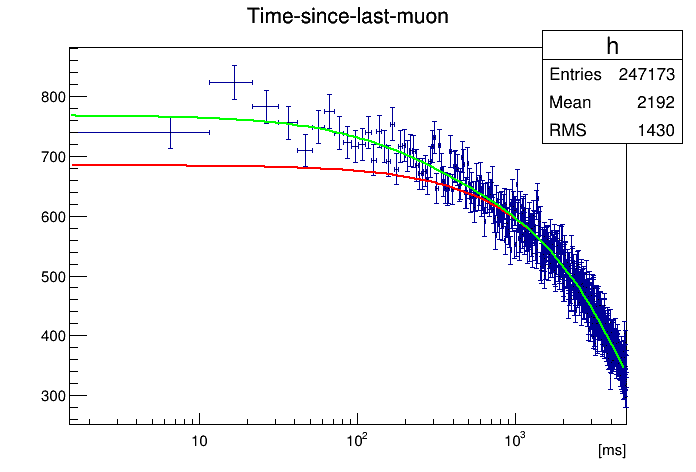 Time-since-last-muon
h
Entries 247173
Mean 2192
RMS 1430
800
700
600
500
400
300
10
10²
10³
[ms]